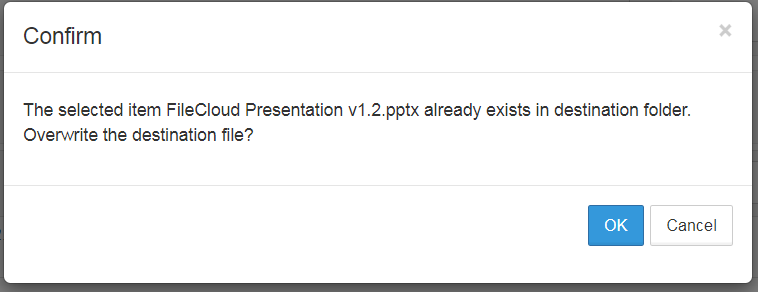 Confirm
×
The selected item FileCloud Presentation v1.2.pptx already exists in destination folder.
Overwrite the destination file?
OK
Cancel